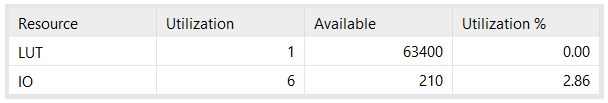 Resource Utilization Available Utilization %
LUT 1 63400 0.00
IO 6 210 2.86